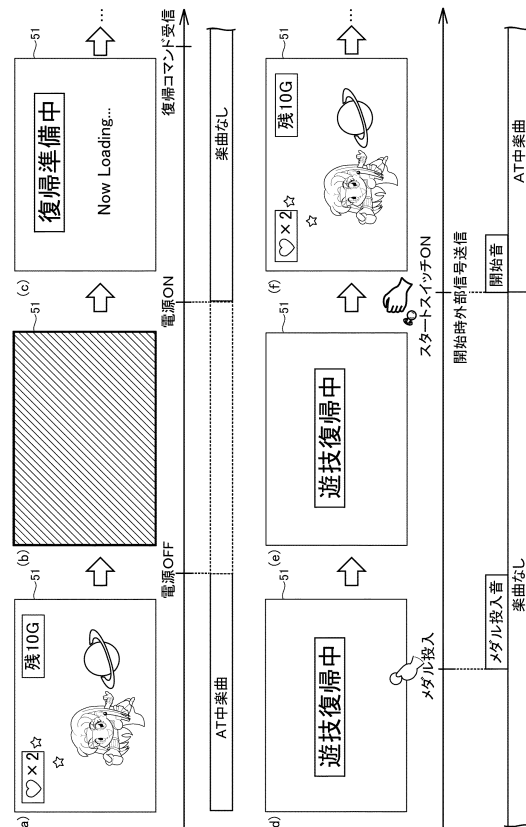 (a)
51
♡×2
残10G
電源OFF
(b)
51
電源ON
(c)
51
復帰準備中
Now Loading...
復帰コマンド受信
…
AT中楽曲
楽曲なし
(d)
51
遊技復帰中
メダル投入
(e)
51
遊技復帰中
スタートスイッチON
(f)
51
♡×2
残10G
…
開始時外部信号送信
メダル投入音
開始音
楽曲なし
AT中楽曲